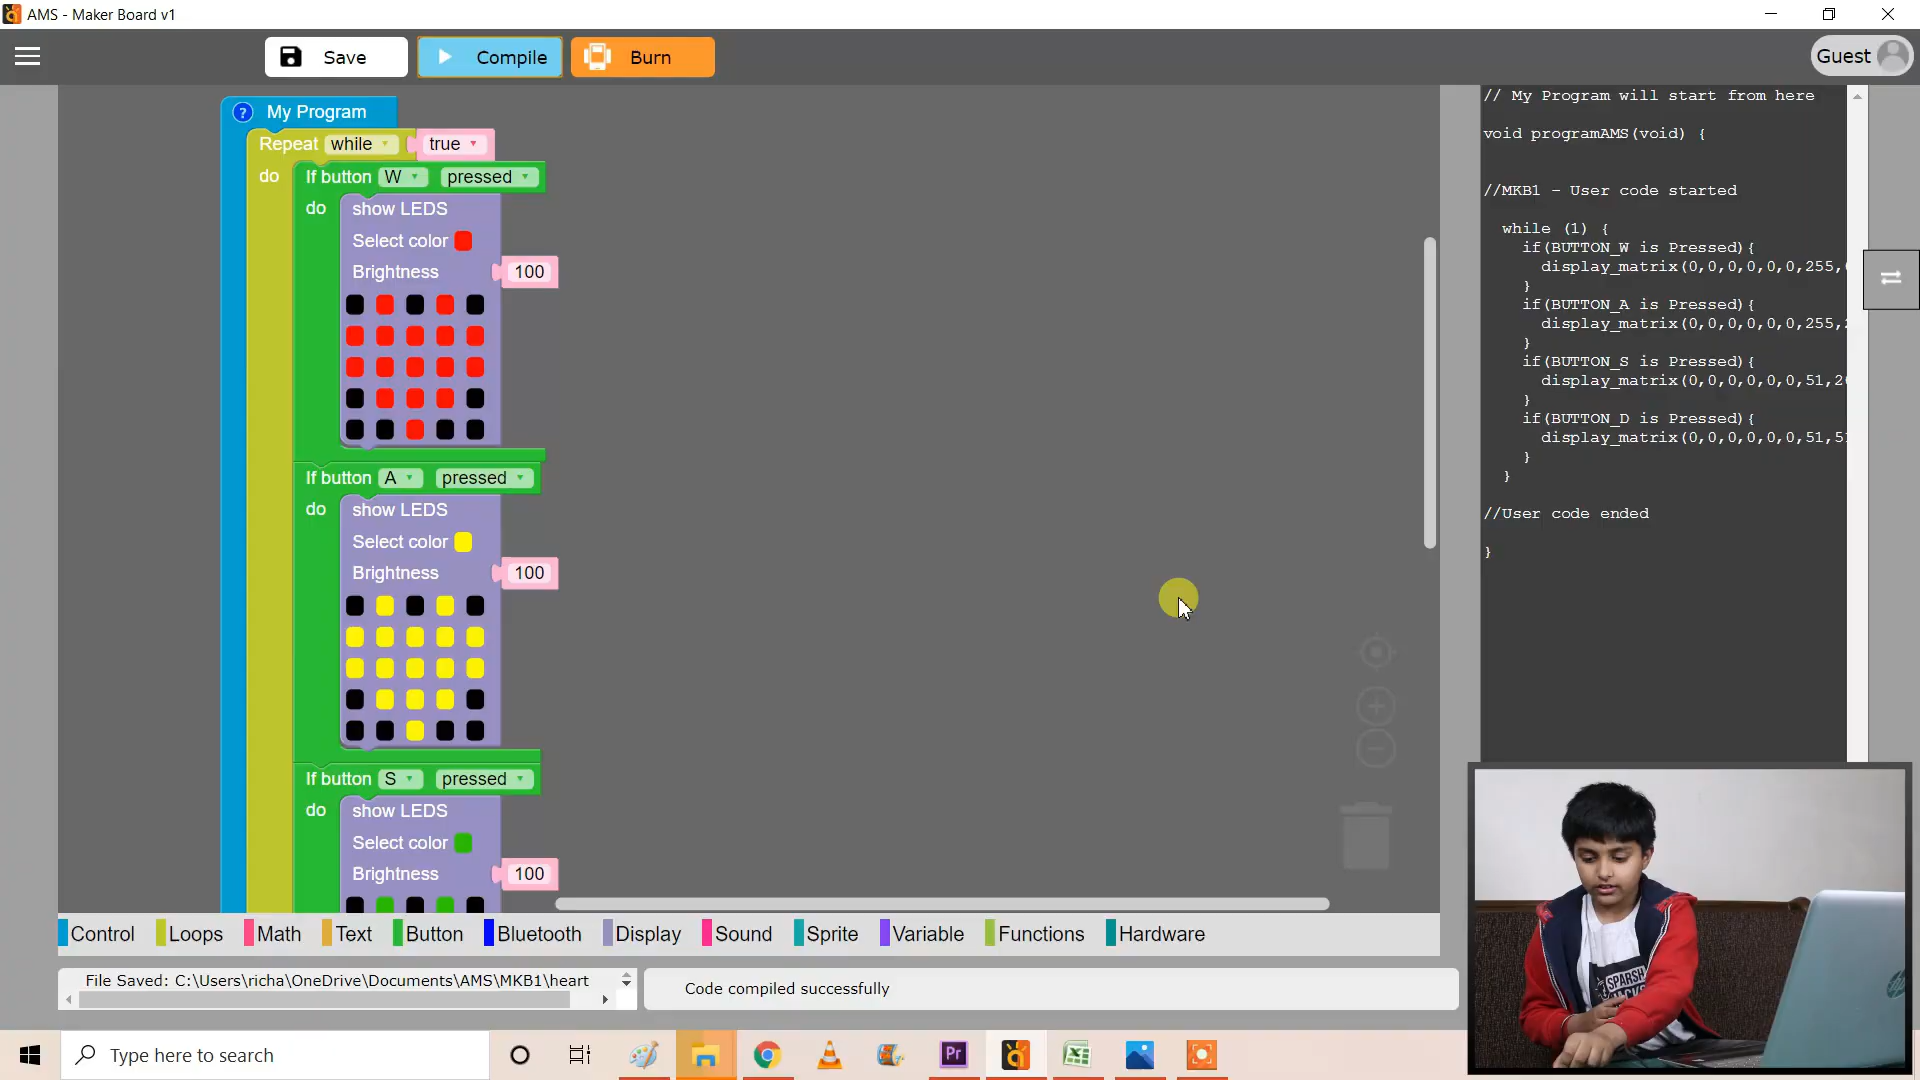 AMS - Maker Board v1
Save
Compile
Burn
Guest
? My Program
Repeat while true
do If button W pressed
do show LEDS
Select color
Brightness 100
If button A pressed
do show LEDS
Select color
Brightness 100
If button S pressed
do show LEDS
Select color
Brightness 100
// My Program will start from here
void programAMS(void) {
//MKB1 - User code started
while (1) {
if(BUTTON_W is Pressed){
display_matrix(0,0,0,0,0,0,255,
}
if(BUTTON_A is Pressed){
display_matrix(0,0,0,0,0,0,255,
}
if(BUTTON_S is Pressed){
display_matrix(0,0,0,0,0,0,51,2
}
if(BUTTON_D is Pressed){
display_matrix(0,0,0,0,0,0,51,5
}
}
//User code ended
}
Control Loops Math Text Button Bluetooth Display Sound Sprite Variable Functions Hardware
File Saved: C:\Users\richa\OneDrive\Documents\AMS\MKB1\heart
Code compiled successfully
Type here to search
Pr
SPARSH
HACKS
hp